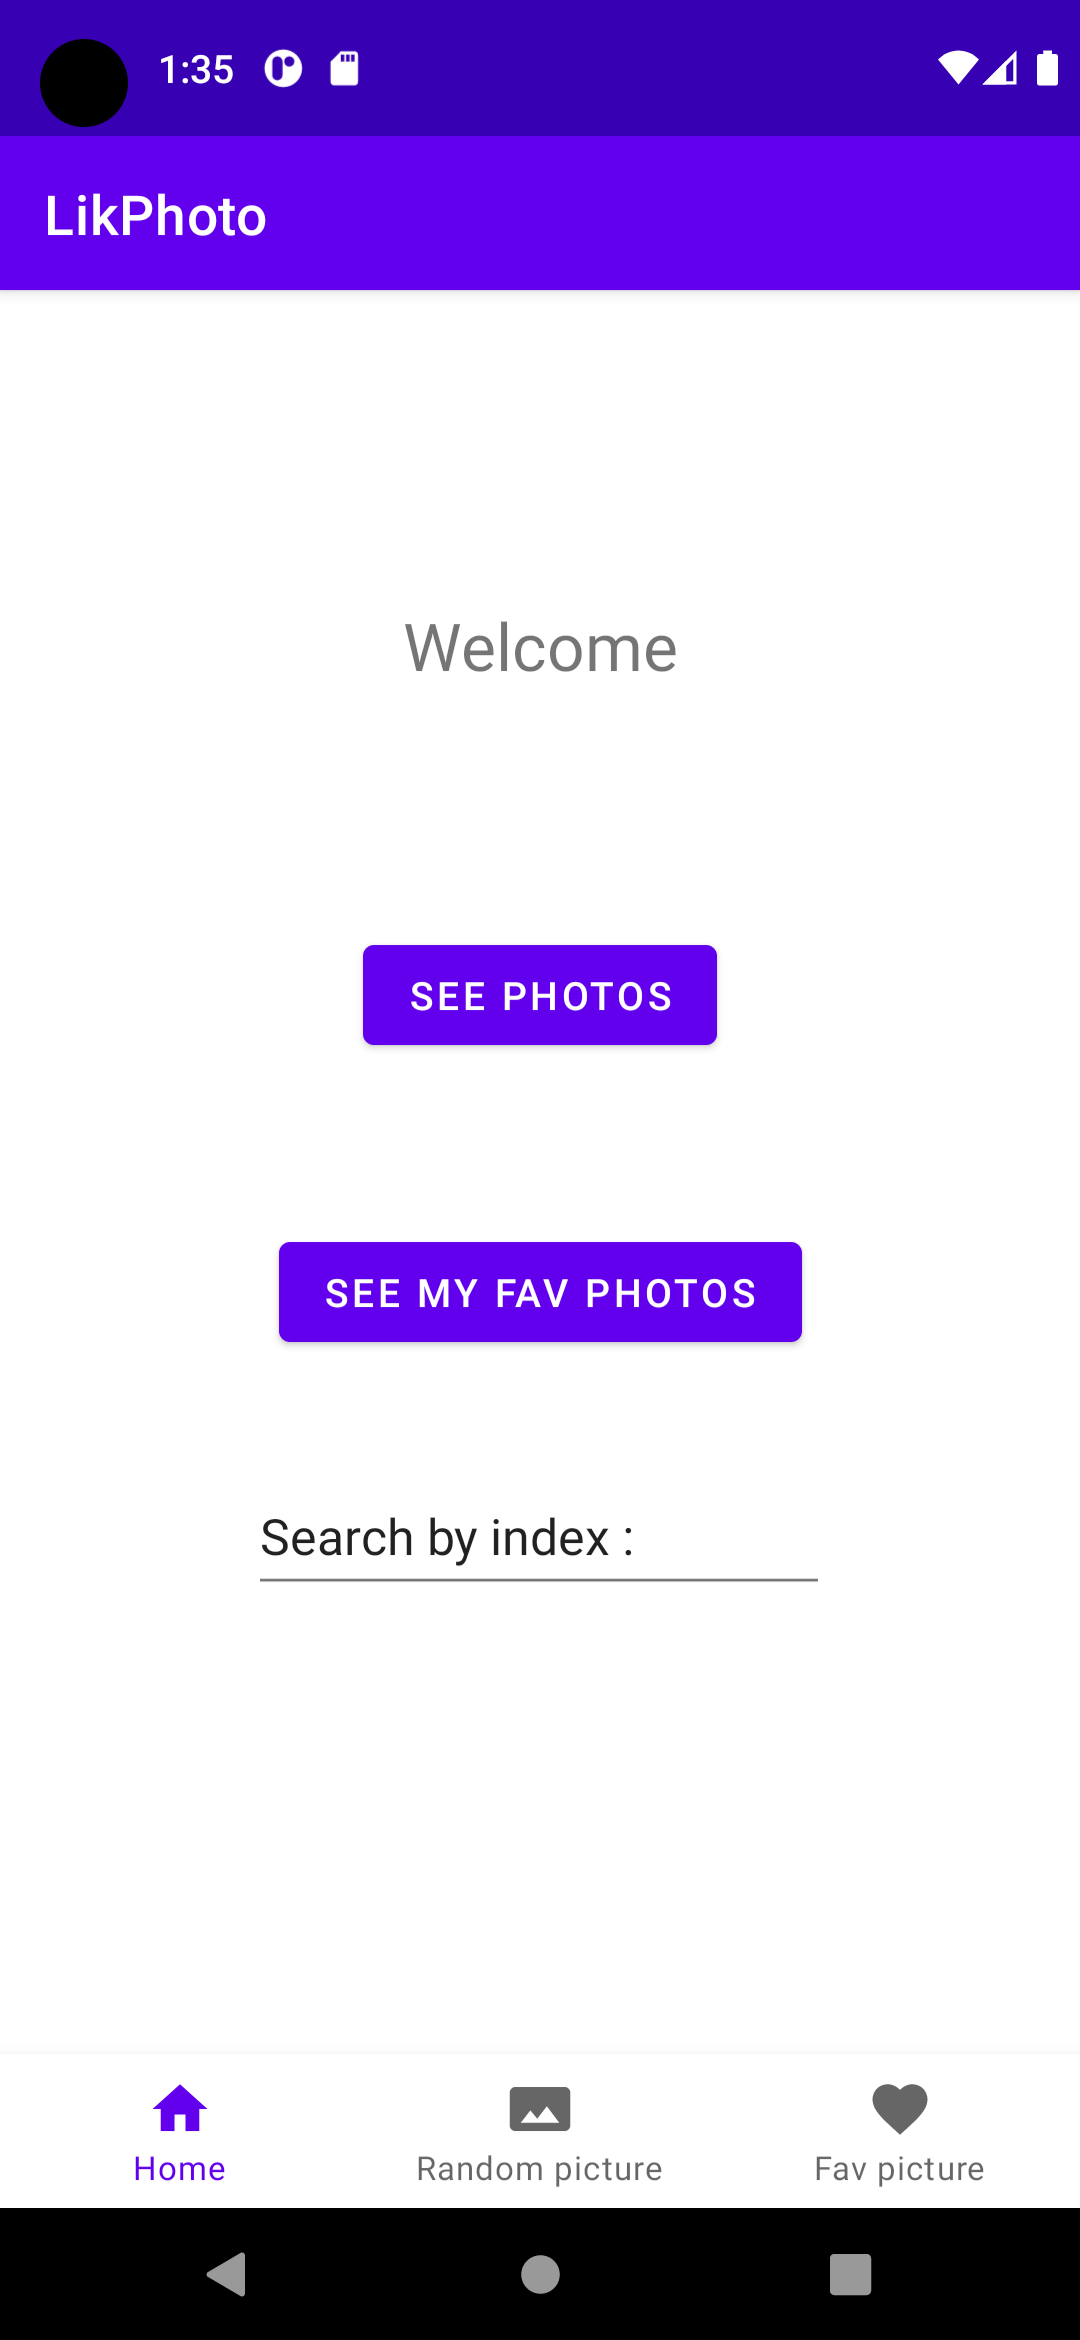 1:35
LikPhoto
Welcome
SEE PHOTOS
SEE MY FAV PHOTOS
Search by index :
Home
Random picture
Fav picture